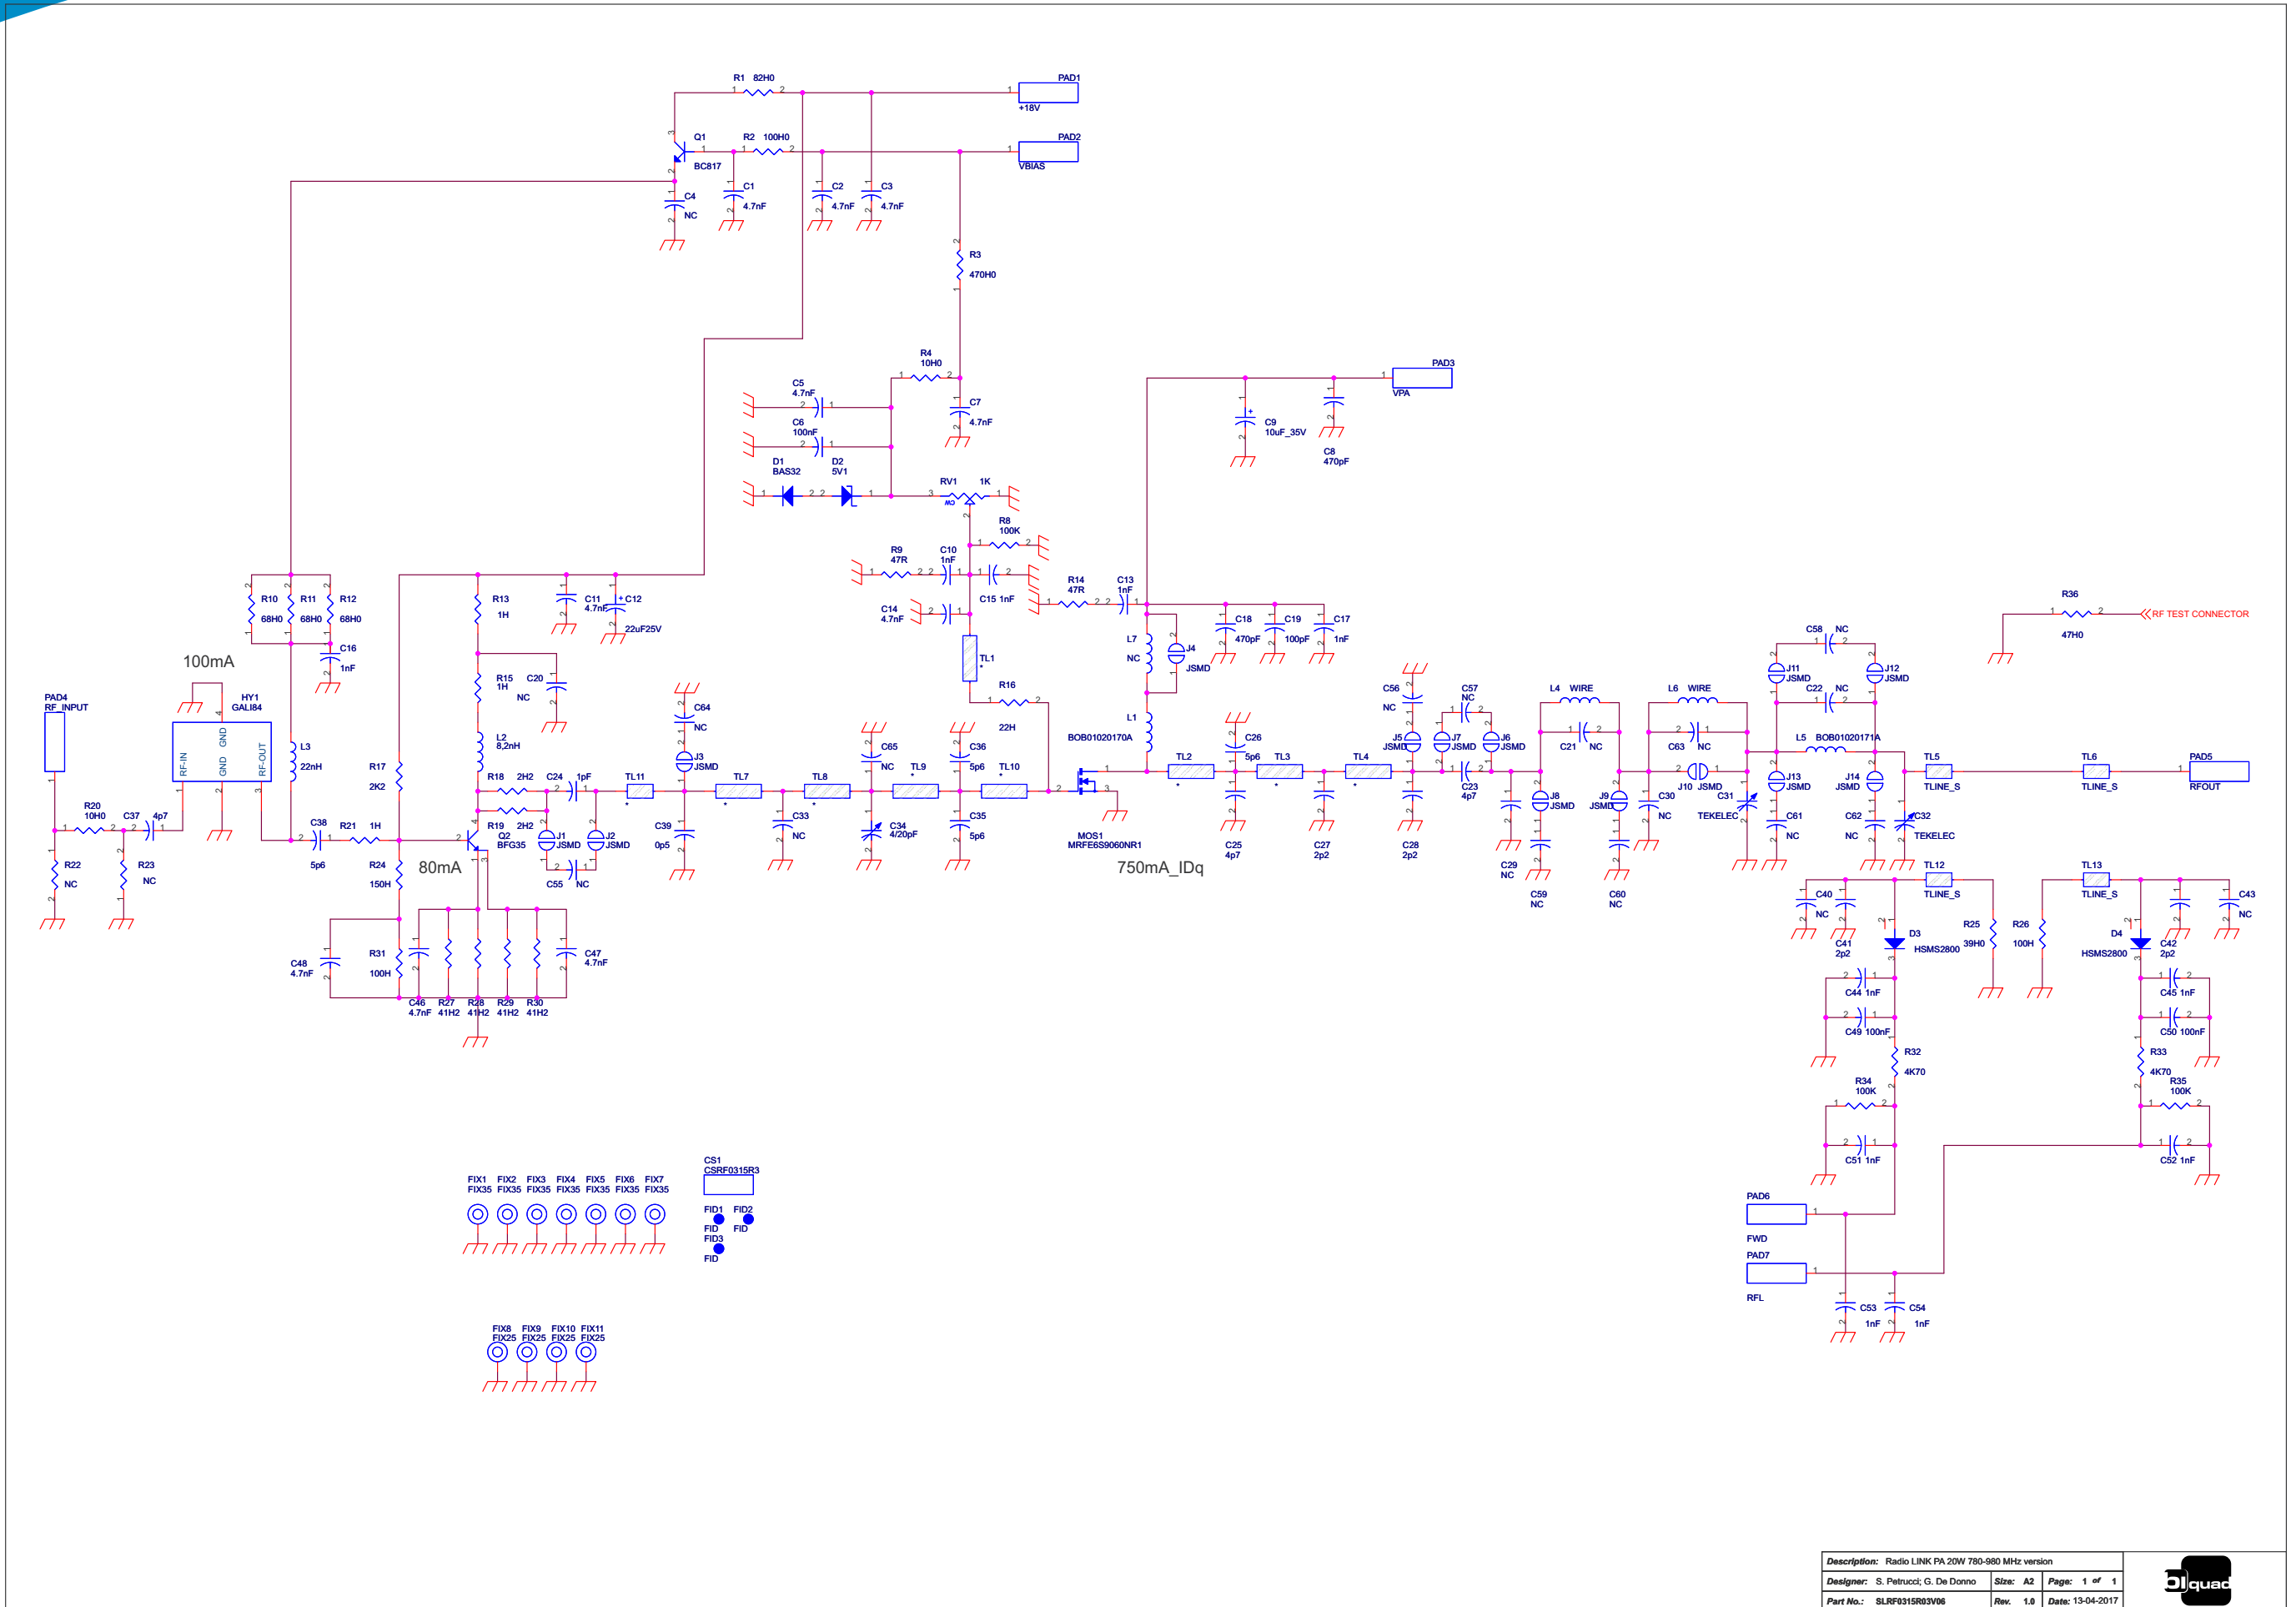 R1 82H0
PAD1
+18V
Q1
BC817
R2 100H0
PAD2
VBIAS
C4
NC
C1
4.7nF
C2
4.7nF
C3
4.7nF
R3
470H0
R4
10H0
C5
4.7nF
C6
100nF
C7
4.7nF
D1
BAS32
D2
5V1
RV1 1K
CW
PAD3
VPA
C9
10uF_35V
C8
470pF
R8
100K
R9
47R
C10
1nF
C15 1nF
C14
4.7nF
R14
47R
C13
1nF
R10
68H0
R11
68H0
R12
68H0
C16
1nF
R13
1H
C11
4.7nF
C12
22uF25V
L7
NC
J4
JSMD
C18
470pF
C19
100pF
C17
1nF
R36
47H0
RF TEST CONNECTOR
100mA
TL1
*
R16
22H
R15
1H
C20
NC
PAD4
RF_INPUT
HY1
GALI84
RF-IN
GND
GND
RF-OUT
L3
22nH
L2
8,2nH
C64
NC
J3
JSMD
L1
BOB01020170A
C56
NC
C57
NC
L4 WIRE
L6 WIRE
C58 NC
J11
JSMD
J12
JSMD
C22 NC
R17
2K2
R18 2H2
C24 1pF
TL11
*
TL7
*
TL8
*
C65
NC
TL9
*
C36
5p6
TL10
*
TL2
*
C26
5p6
TL3
*
TL4
*
J5
JSMD
J7
JSMD
J6
JSMD
C21 NC
C63 NC
L5 BOB01020171A
TL5
TLINE_S
TL6
TLINE_S
PAD5
RFOUT
R20
10H0
C37 4p7
C38
5p6
R21 1H
R19 2H2
Q2
BFG35
J1
JSMD
J2
JSMD
C39
0p5
C33
NC
C34
4/20pF
C35
5p6
MOS1
MRFE6S9060NR1
C23
4p7
J8
JSMD
J9
JSMD
C30
NC
J10 JSMD
C31
TEKELEC
J13
JSMD
J14
JSMD
C61
NC
C62
NC
C32
TEKELEC
R22
NC
R23
NC
R24
150H
80mA
C55 NC
750mA_IDq
C25
4p7
C27
2p2
C28
2p2
C29
NC
C59
NC
C60
NC
TL12
TLINE_S
TL13
TLINE_S
C40
NC
C41
2p2
D3
HSMS2800
R25
39H0
R26
100H
D4
HSMS2800
C42
2p2
C43
NC
C48
4.7nF
R31
100H
C46
4.7nF
R27
41H2
R28
41H2
R29
41H2
R30
41H2
C47
4.7nF
C44 1nF
C49 100nF
C45 1nF
C50 100nF
R32
4K70
R33
4K70
R34
100K
R35
100K
C51 1nF
C52 1nF
CS1
CSRF0315R3
FIX1 FIX2 FIX3 FIX4 FIX5 FIX6 FIX7
FIX35 FIX35 FIX35 FIX35 FIX35 FIX35 FIX35
FID1 FID2
FID FID
FID3
FID
PAD6
FWD
PAD7
RFL
C53
1nF
C54
1nF
FIX8 FIX9 FIX10 FIX11
FIX25 FIX25 FIX25 FIX25
Description: Radio LINK PA 20W 780-980 MHz version
Designer: S. Petrucci; G. De Donno Size: A2 Page: 1 of 1
Part No.: SLRF0315R03V06 Rev. 1.0 Date: 13-04-2017